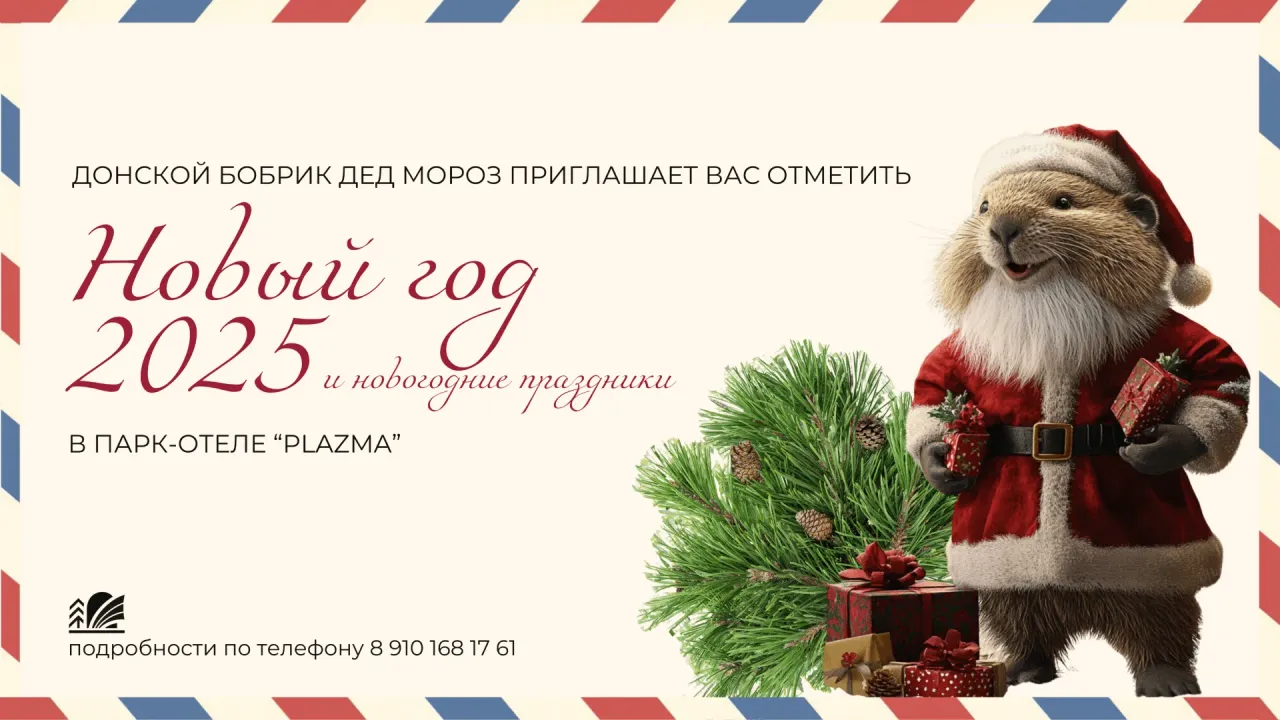 ДОНСКОЙ БОБРИК ДЕД МОРОЗ ПРИГЛАШАЕТ ВАС ОТМЕТИТЬ
Новый год
2025 и новогодние праздники
В ПАРК-ОТЕЛЕ “PLAZMA”
подробности по телефону 8 910 168 17 61